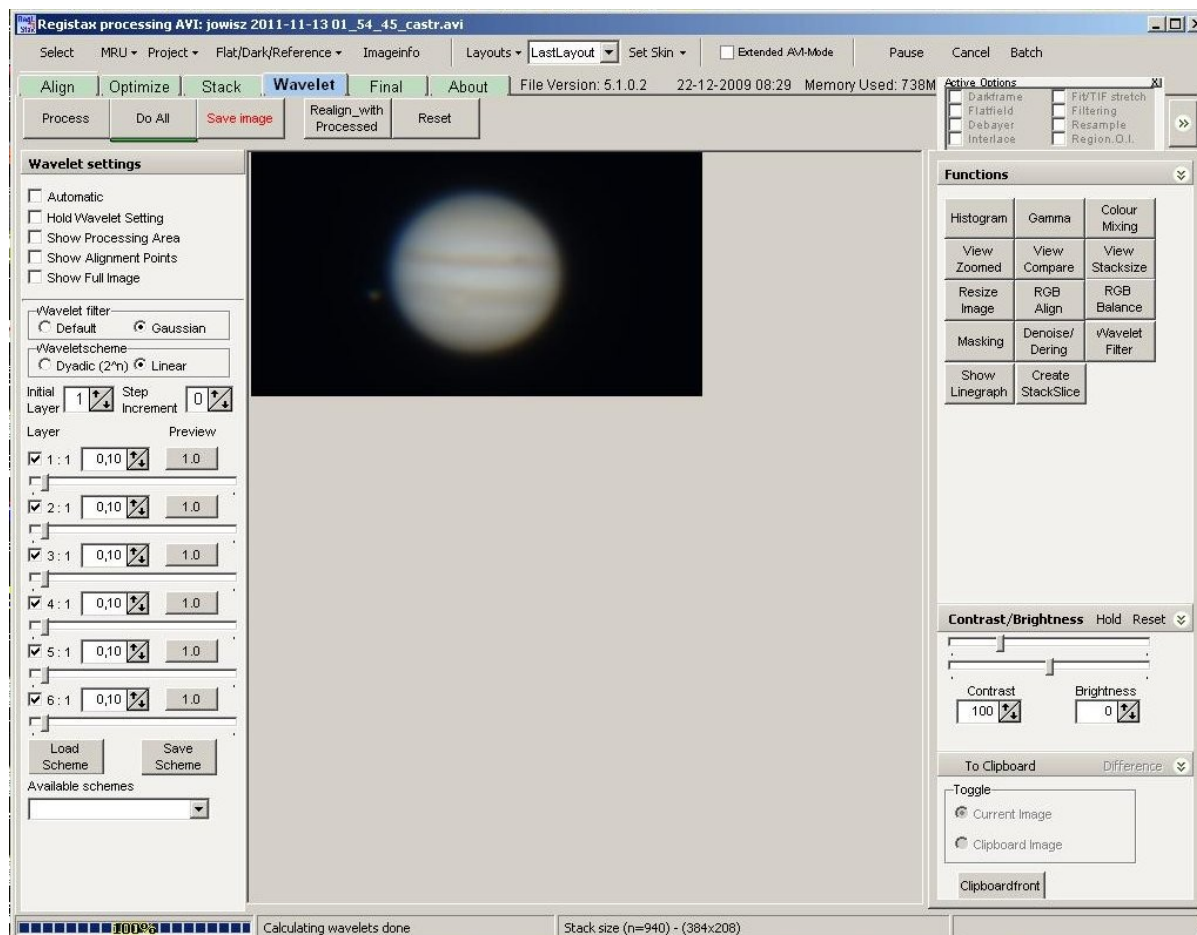 Registax processing AVI: jowisz 2011-11-13 01_54_45_castr.avi
Select MRU Project Flat/Dark/Reference Imageinfo Layouts LastLayout Set Skin Extended AVI-Mode Pause Cancel Batch
Align Optimize Stack Wavelet Final About File Version: 5.1.0.2 22-12-2009 08:29 Memory Used: 738M
Active Options
Darkframe Fit/TIF stretch
Flatfield Filtering
Debayer Resample
Interlace Region.O.I.
Process Do All Save image Realign_with Processed Reset
Wavelet settings
Automatic
Hold Wavelet Setting
Show Processing Area
Show Alignment Points
Show Full Image
Wavelet filter
Default Gaussian
Waveletscheme
Dyadic (2^n) Linear
Initial Layer 1 Step Increment 0
Layer Preview
1 : 1 0,10 1.0
2 : 1 0,10 1.0
3 : 1 0,10 1.0
4 : 1 0,10 1.0
5 : 1 0,10 1.0
6 : 1 0,10 1.0
Load Scheme Save Scheme
Available schemes
Functions
Histogram Gamma Colour Mixing
View Zoomed View Compare View Stacksize
Resize Image RGB Align RGB Balance
Masking Denoise/ Dering Wavelet Filter
Show Linegraph Create StackSlice
Contrast/Brightness Hold Reset
Contrast Brightness
100 0
To Clipboard Difference
Toggle
Current Image
Clipboard Image
Clipboardfront
100% Calculating wavelets done Stack size (n=940) - (384x208)